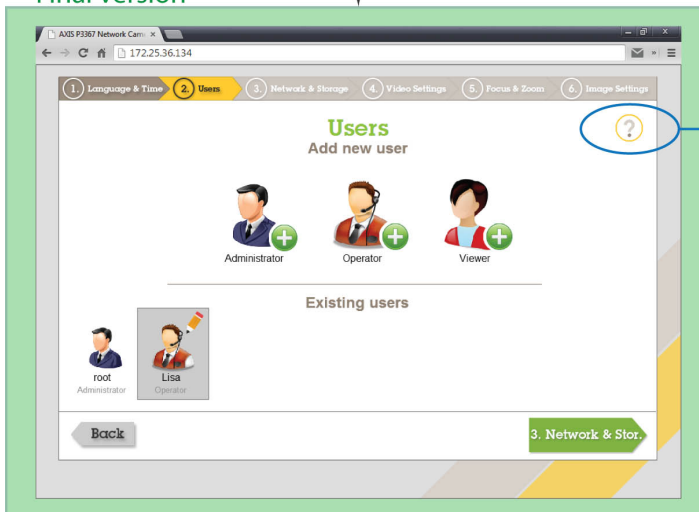 Final version
AXIS P3367 Network Cam
172.25.36.134
1. Language & Time 2. Users 3. Network & Storage 4. Video Settings 5. Focus & Zoom 6. Image Settings
Users
?
Add new user
Administrator Operator Viewer
Existing users
root Lisa
Administrator Operator
Back 3. Network & Stor.